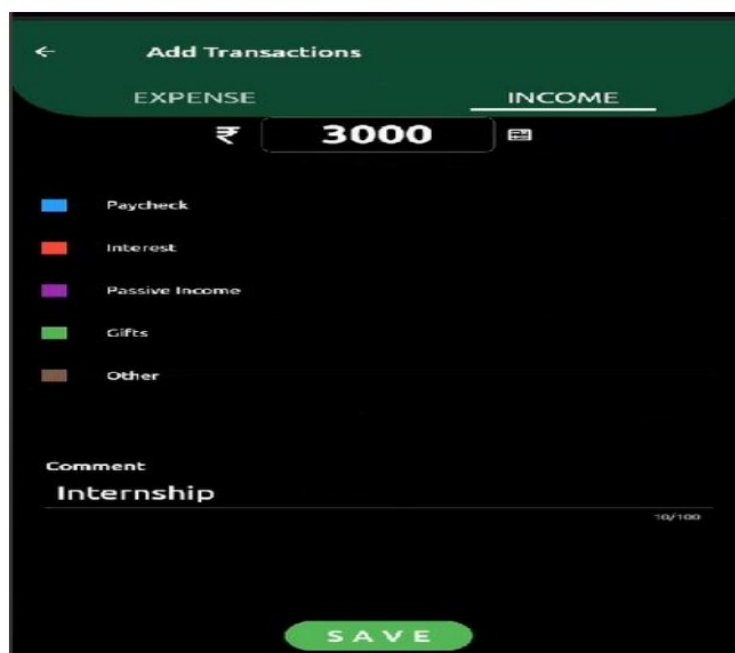 Add Transactions
EXPENSE INCOME
₹ 3000
Paycheck
Interest
Passive Income
Gifts
Other
Comment
Internship
10/100
SAVE